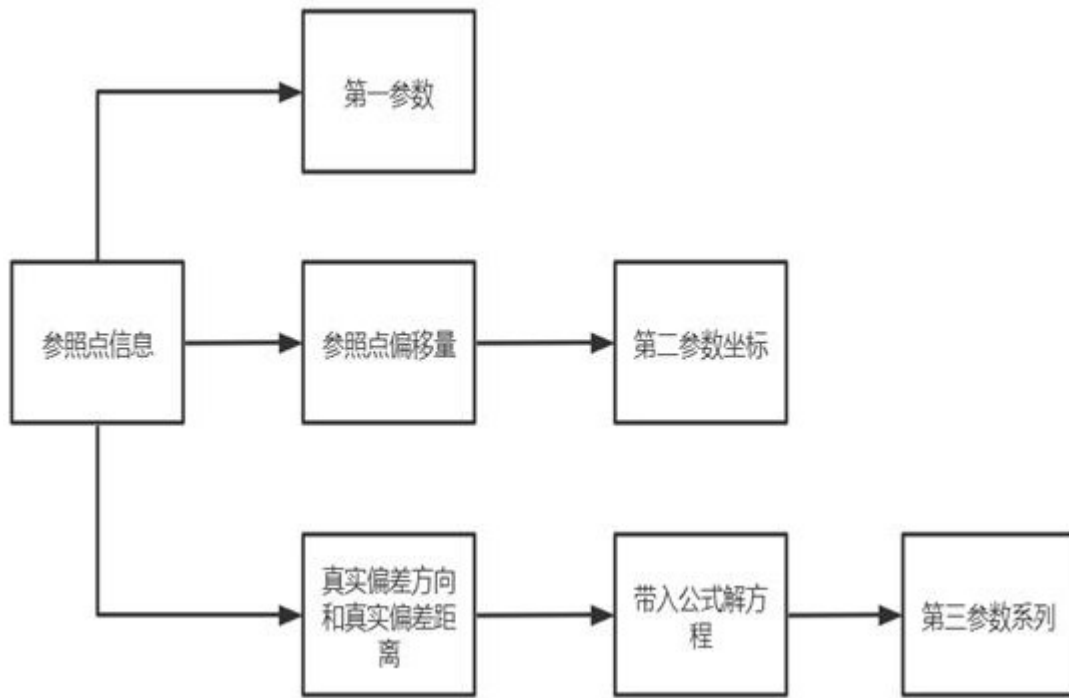 第一参数
参照点信息
参照点偏移量
第二参数坐标
真实偏差方向
和真实偏差距
离
带入公式解方
程
第三参数系列